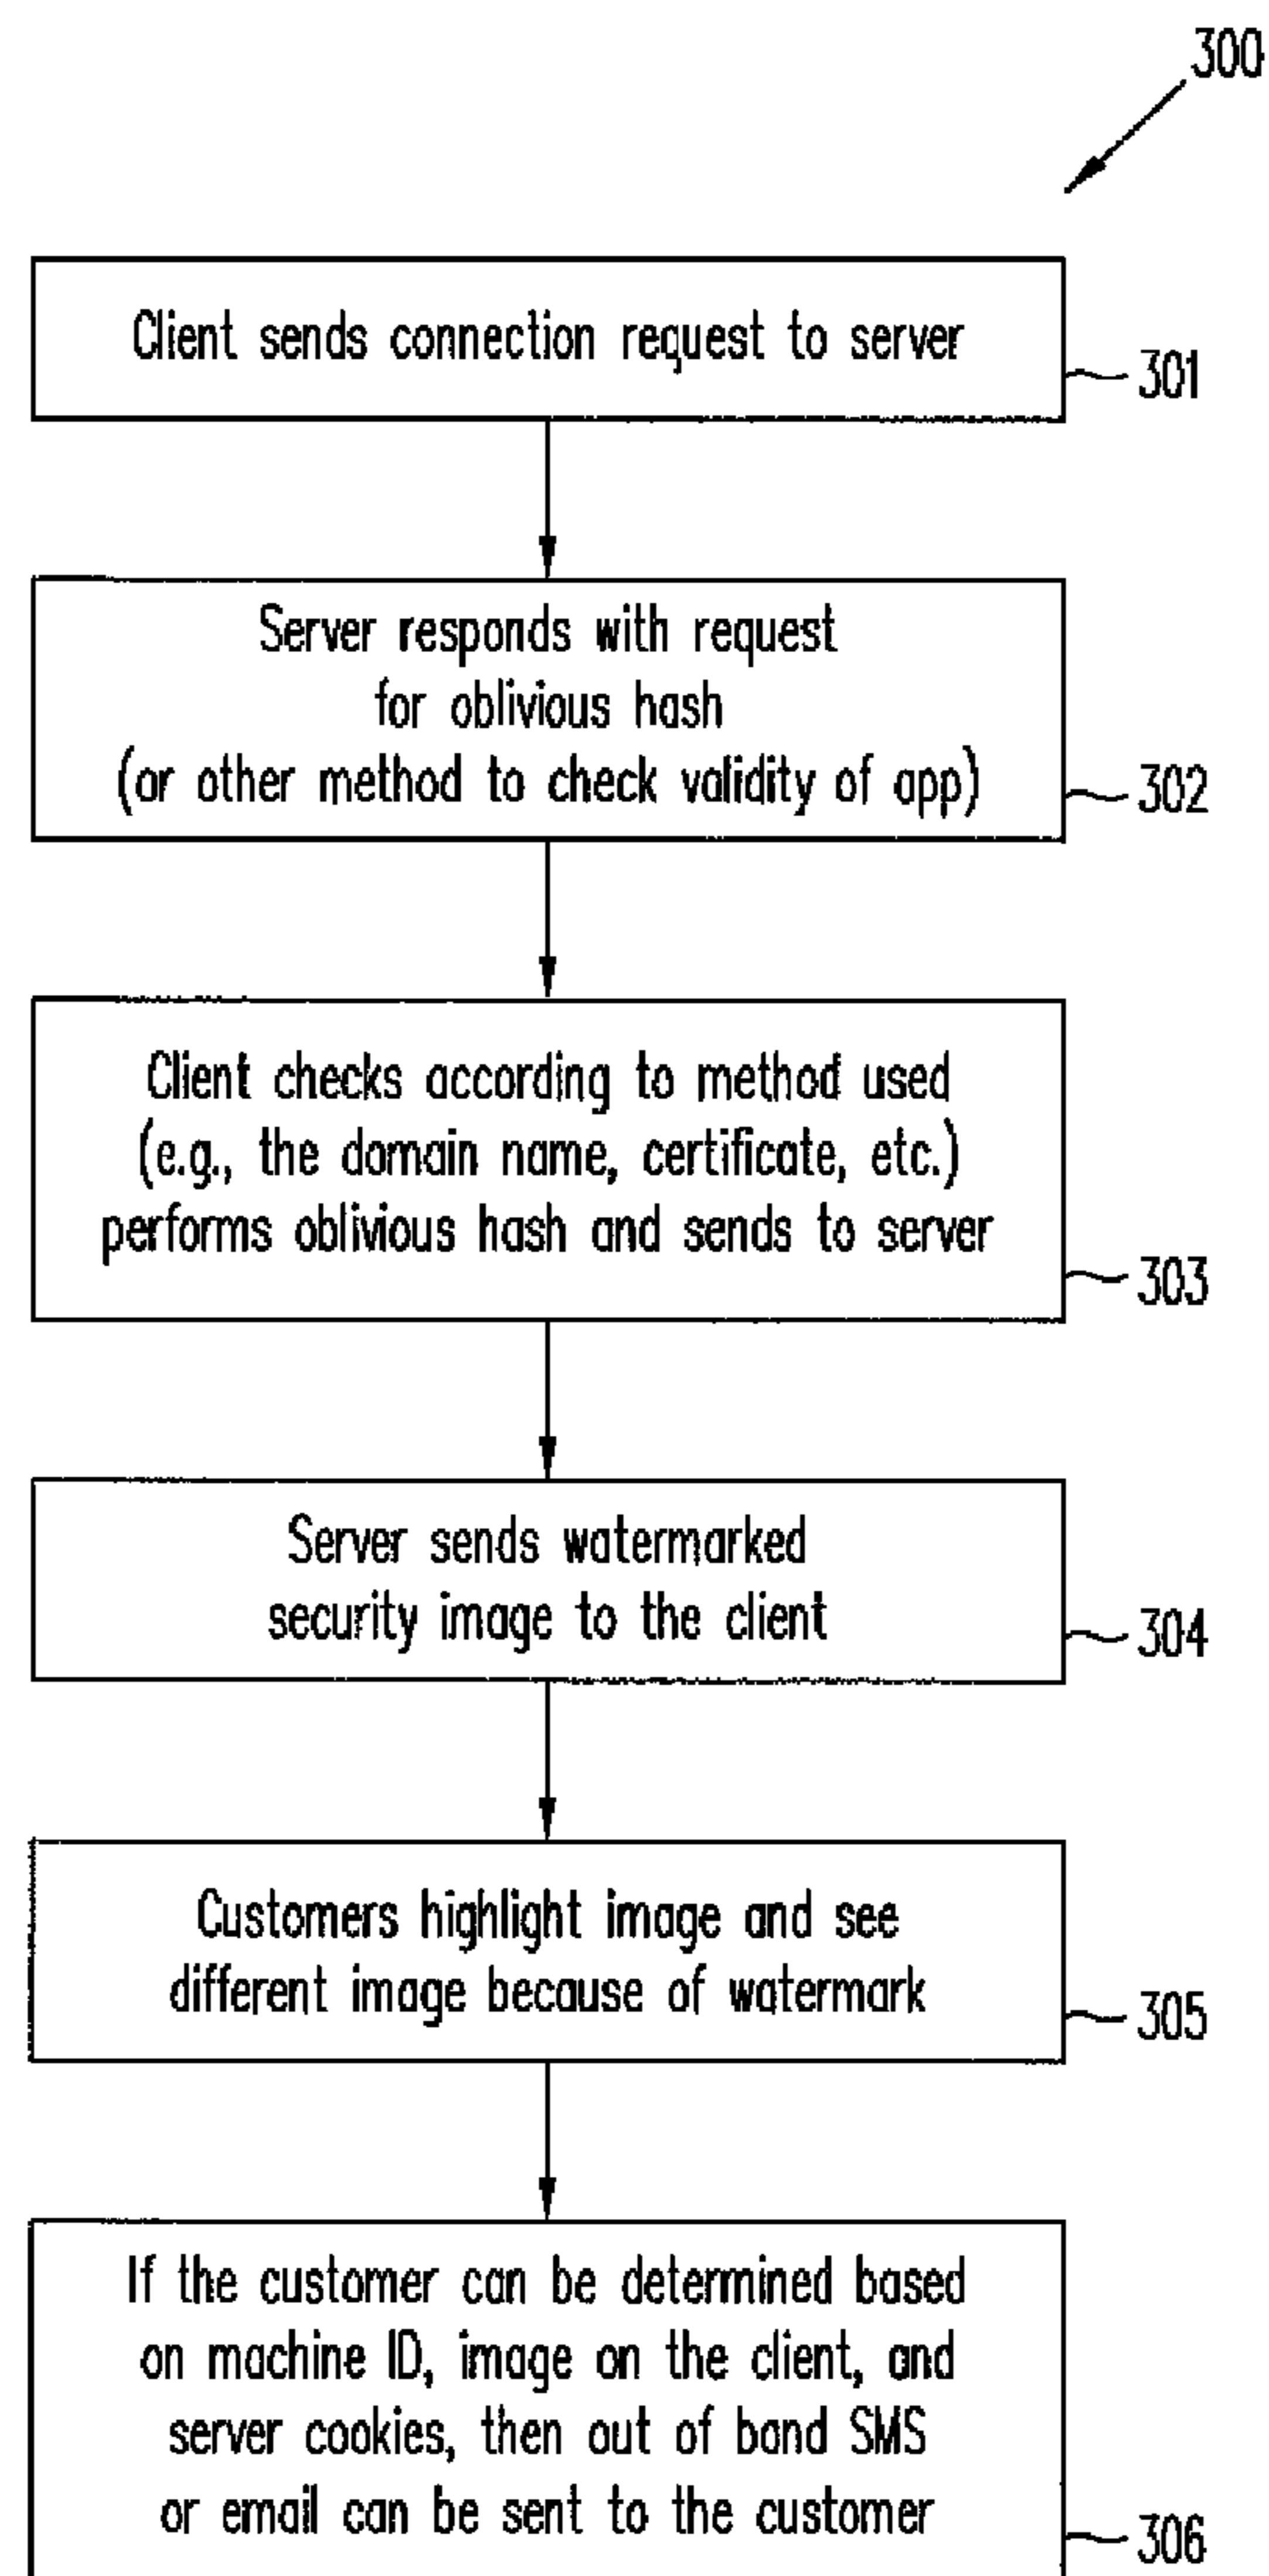 300
Client sends connection request to server
301
Server responds with request
for oblivious hash
(or other method to check validity of app)
302
Client checks according to method used
(e.g., the domain name, certificate, etc.)
performs oblivious hash and sends to server
303
Server sends watermarked
security image to the client
304
Customers highlight image and see
different image because of watermark
305
If the customer can be determined based
on machine ID, image on the client, and
server cookies, then out of band SMS
or email can be sent to the customer
306